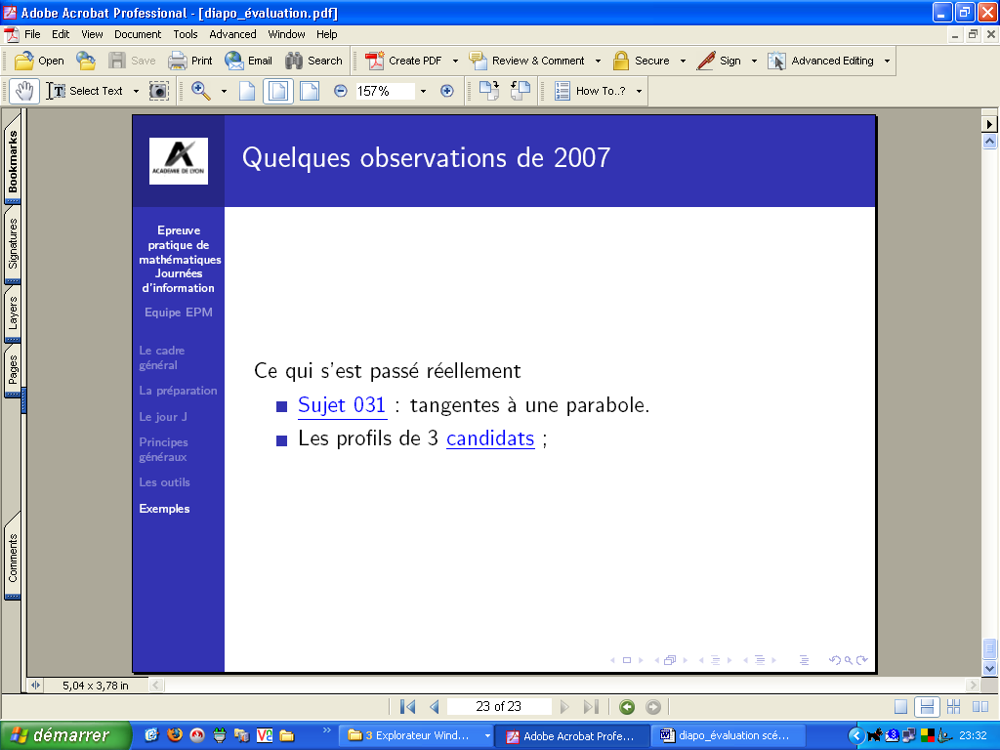 Adobe Acrobat Professional - [diapo_évaluation.pdf]
File Edit View Document Tools Advanced Window Help
Open Save Print Email Search Create PDF Review & Comment Secure Sign Advanced Editing
Select Text 157% How To..?
Bookmarks
Signatures
Layers
Pages
Comments
ACADEMIE DE LYON
Quelques observations de 2007
Epreuve
pratique de
mathématiques
Journées
d'information
Equipe EPM
Le cadre
général
La préparation
Le jour J
Principes
généraux
Les outils
Exemples
Ce qui s'est passé réellement
Sujet 031 : tangentes à une parabole.
Les profils de 3 candidats ;
5,04 x 3,78 in
23 of 23
démarrer
3 Explorateur Wind...
Adobe Acrobat Profe...
diapo_évaluation scé...
23:32